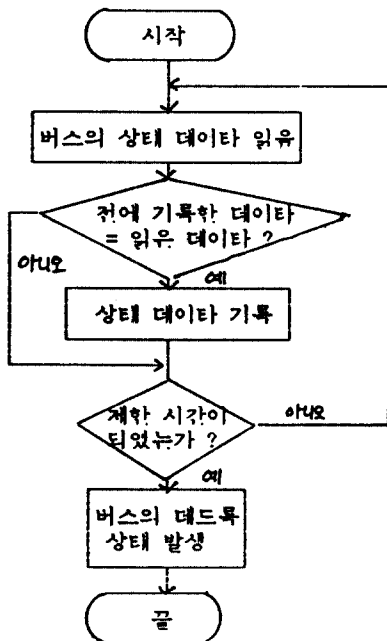 시작
버스의 상태 데이타 읽음
전에 기록한 데이타
= 읽은 데이타 ?
아니오
예
상태 데이타 기록
제한 시간이
되었는가 ?
아니오
예
버스의 데드록
상태 발생
끝